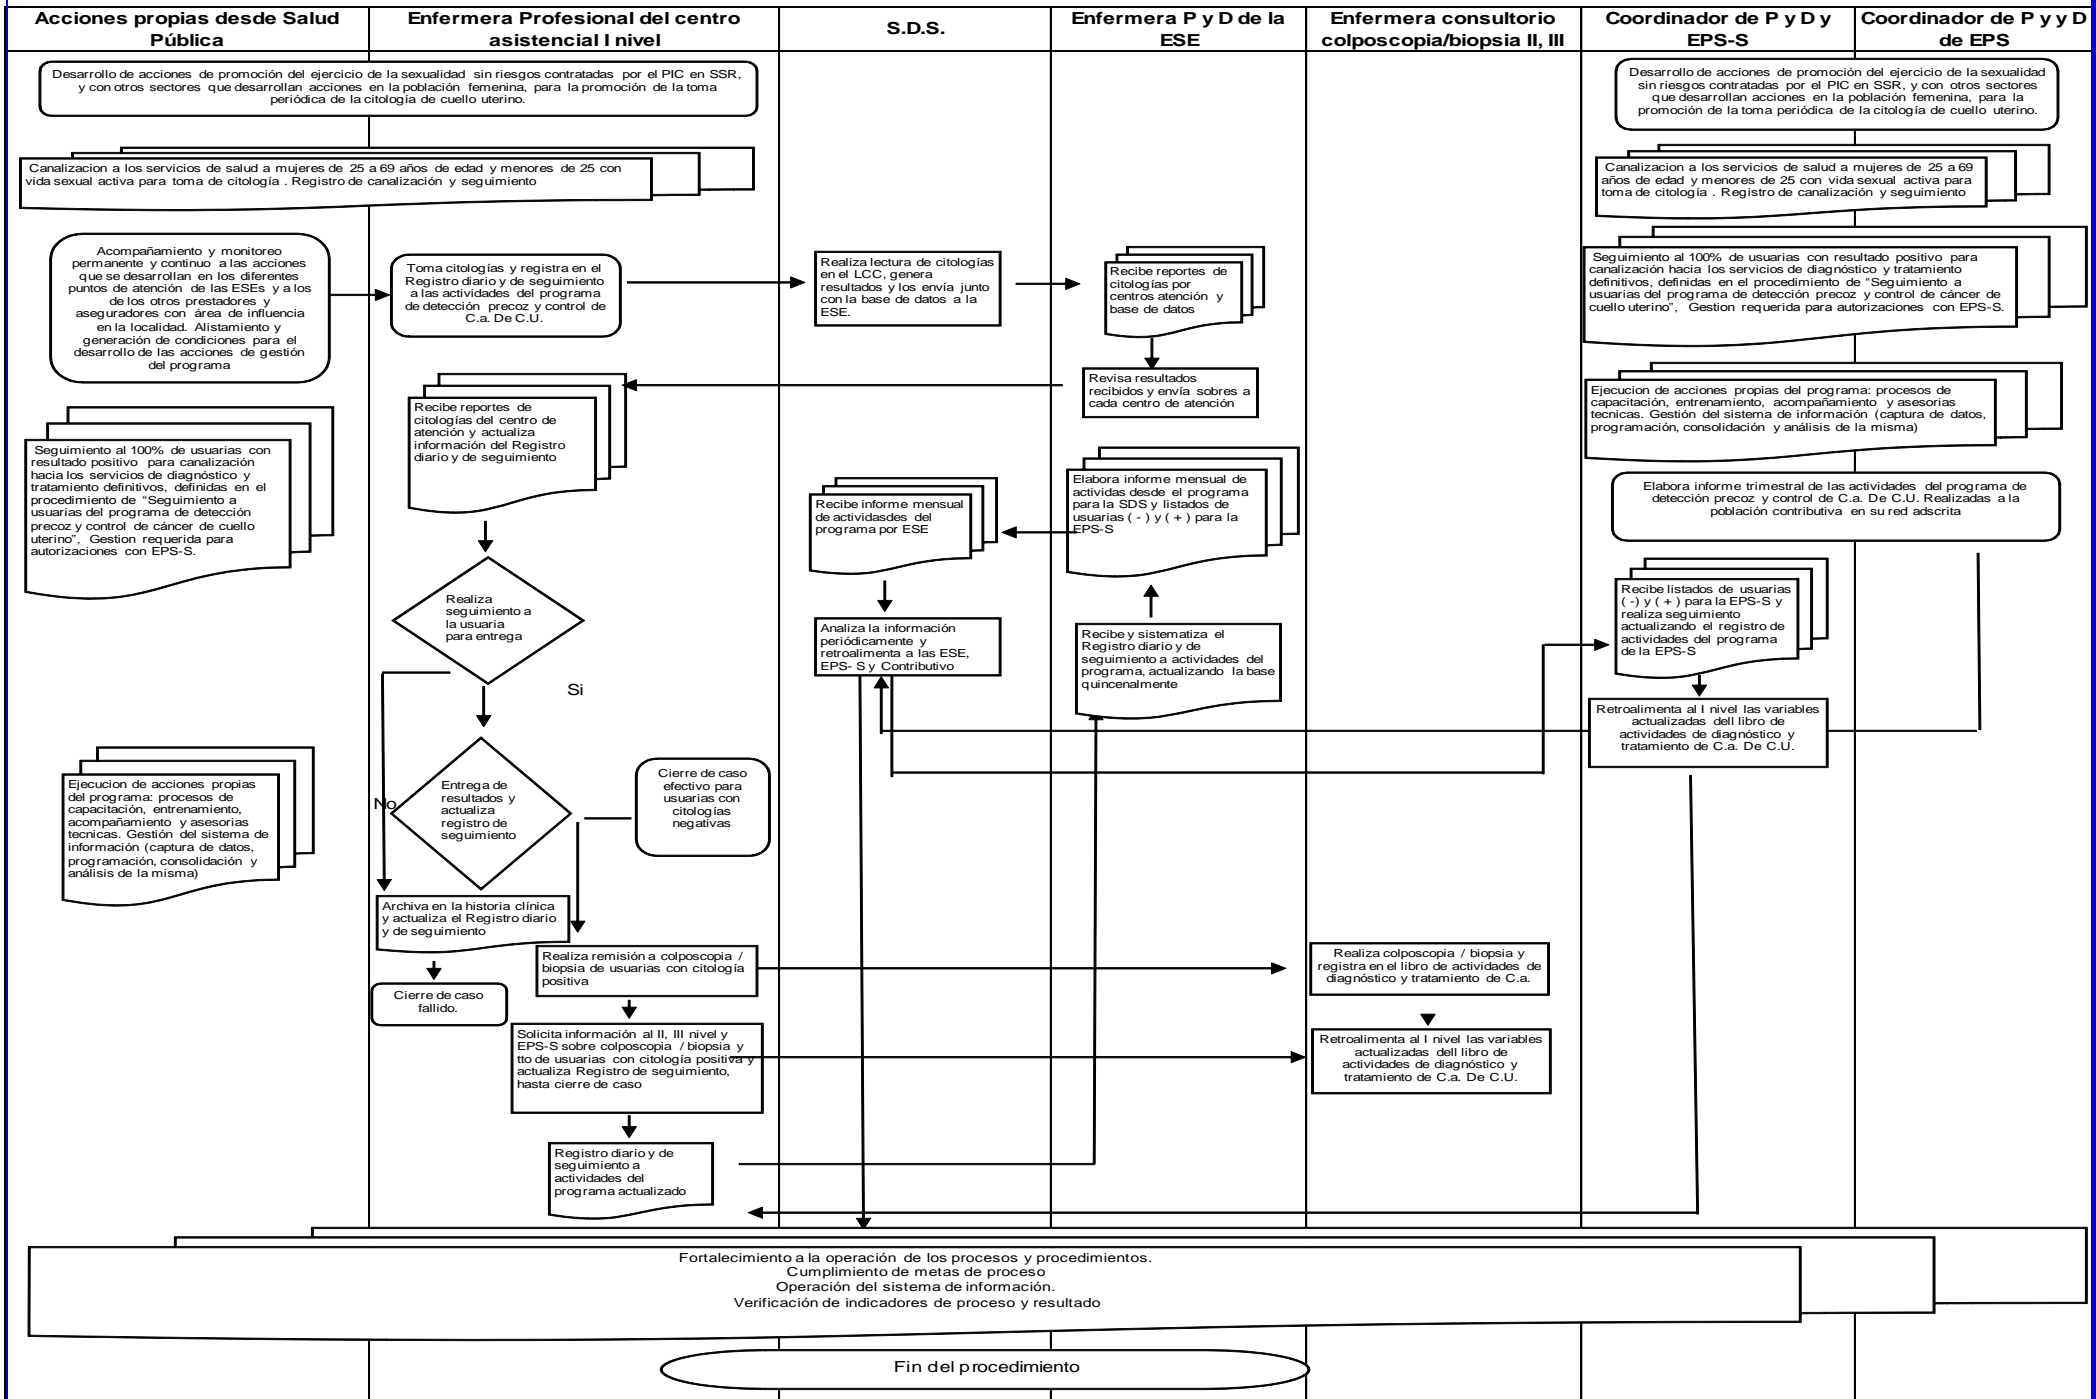 Acciones propias desde Salud
Pública
Enfermera Profesional del centro
asistencial I nivel
S.D.S.
Enfermera P y D de la
ESE
Enfermera consultorio
colposcopia/biopsia II, III
Coordinador de P y D y
EPS-S
Coordinador de P y y D
de EPS
Desarrollo de acciones de promoción del ejercicio de la sexualidad sin riesgos contratadas por el PIC en SSR,
y con otros sectores que desarrollan acciones en la población femenina, para la promoción de la toma
periódica de la citología de cuello uterino.
Desarrollo de acciones de promoción del ejercicio de la sexualidad
sin riesgos contratadas por el PIC en SSR, y con otros sectores
que desarrollan acciones en la población femenina, para la
promoción de la toma periódica de la citología de cuello uterino.
Canalizacion a los servicios de salud a mujeres de 25 a 69 años de edad y menores de 25 con
vida sexual activa para toma de citología . Registro de canalización y seguimiento
Canalizacion a los servicios de salud a mujeres de 25 a 69
años de edad y menores de 25 con vida sexual activa para
toma de citología . Registro de canalización y seguimiento
Acompañamiento y monitoreo
permanente y continuo a las acciones
que se desarrollan en los diferentes
puntos de atención de las ESEs y a los
de los otros prestadores y
aseguradores con área de influencia
en la localidad. Alistamiento y
generación de condiciones para el
desarrollo de las acciones de gestión
del programa
Toma citologías y registra en el
Registro diario y de seguimiento
a las actividades del programa
de detección precoz y control de
C.a. De C.U.
Realiza lectura de citologías
en el LCC, genera
resultados y los envía junto
con la base de datos a la
ESE.
Recibe reportes de
citologías por
centros atención y
base de datos
Seguimiento al 100% de usuarias con resultado positivo para
canalización hacia los servicios de diagnóstico y tratamiento
definitivos, definidas en el procedimiento de “Seguimiento a
usuarias del programa de detección precoz y control de cáncer de
cuello uterino”, Gestion requerida para autorizaciones con EPS-S.
Revisa resultados
recibidos y envía sobres a
cada centro de atención
Recibe reportes de
citologías del centro de
atención y actualiza
información del Registro
diario y de seguimiento
Ejecucion de acciones propias del programa: procesos de
capacitación, entrenamiento, acompañamiento y asesorias
tecnicas. Gestión del sistema de información (captura de datos,
programación, consolidación y análisis de la misma)
Seguimiento al 100% de usuarias con
resultado positivo para canalización
hacia los servicios de diagnóstico y
tratamiento definitivos, definidas en el
procedimiento de “Seguimiento a
usuarias del programa de detección
precoz y control de cáncer de cuello
uterino”, Gestion requerida para
autorizaciones con EPS-S.
Recibe informe mensual
de actividasdes del
programa por ESE
Elabora informe mensual de
actividas desde el programa
para la SDS y listados de
usuarias ( - ) y ( + ) para la
EPS-S
Elabora informe trimestral de las actividades del programa de
detección precoz y control de C.a. De C.U. Realizadas a la
población contributiva en su red adscrita
Realiza
seguimiento a
la usuaria
para entrega
Analiza la información
periódicamente y
retroalimenta a las ESE,
EPS- S y Contributivo
Recibe y sistematiza el
Registro diario y de
seguimiento a actividades del
programa, actualizando la base
quincenalmente
Recibe listados de usuarias
( -) y ( + ) para la EPS-S y
realiza seguimiento
actualizando el registro de
actividades del programa
de la EPS-S
Si
Retroalimenta al I nivel las variables
actualizadas dell libro de
actividades de diagnóstico y
tratamiento de C.a. De C.U.
Ejecucion de acciones propias
del programa: procesos de
capacitación, entrenamiento,
acompañamiento y asesorias
tecnicas. Gestión del sistema de
información (captura de datos,
programación, consolidación y
análisis de la misma)
No
Entrega de
resultados y
actualiza
registro de
seguimiento
Cierre de caso
efectivo para
usuarias con
citologías
negativas
Archiva en la historia clínica
y actualiza el Registro diario
y de seguimiento
Cierre de caso
fallido.
Realiza remisión a colposcopia /
biopsia de usuarias con citología
positiva
Realiza colposcopia / biopsia y
registra en el libro de actividades de
diagnóstico y tratamiento de C.a.
Solicita información al II, III nivel y
EPS-S sobre colposcopia / biopsia y
tto de usuarias con citología positiva y
actualiza Registro de seguimiento,
hasta cierre de caso
Retroalimenta al I nivel las variables
actualizadas dell libro de
actividades de diagnóstico y
tratamiento de C.a. De C.U.
Registro diario y de
seguimiento a
actividades del
programa actualizado
Fortalecimiento a la operación de los procesos y procedimientos.
Cumplimiento de metas de proceso
Operación del sistema de información.
Verificación de indicadores de proceso y resultado
Fin del procedimiento